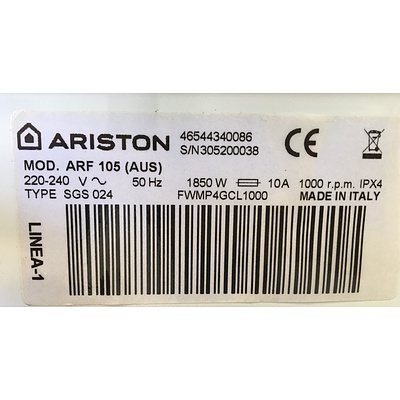 ARISTON
46544340086
S/N305200038
CE
MOD. ARF 105 (AUS)
220-240 V ~ 50 Hz 1850 W 10A 1000 r.p.m. IPX4
TYPE SGS 024 FWMP4GCL1000 MADE IN ITALY
LINEA-1